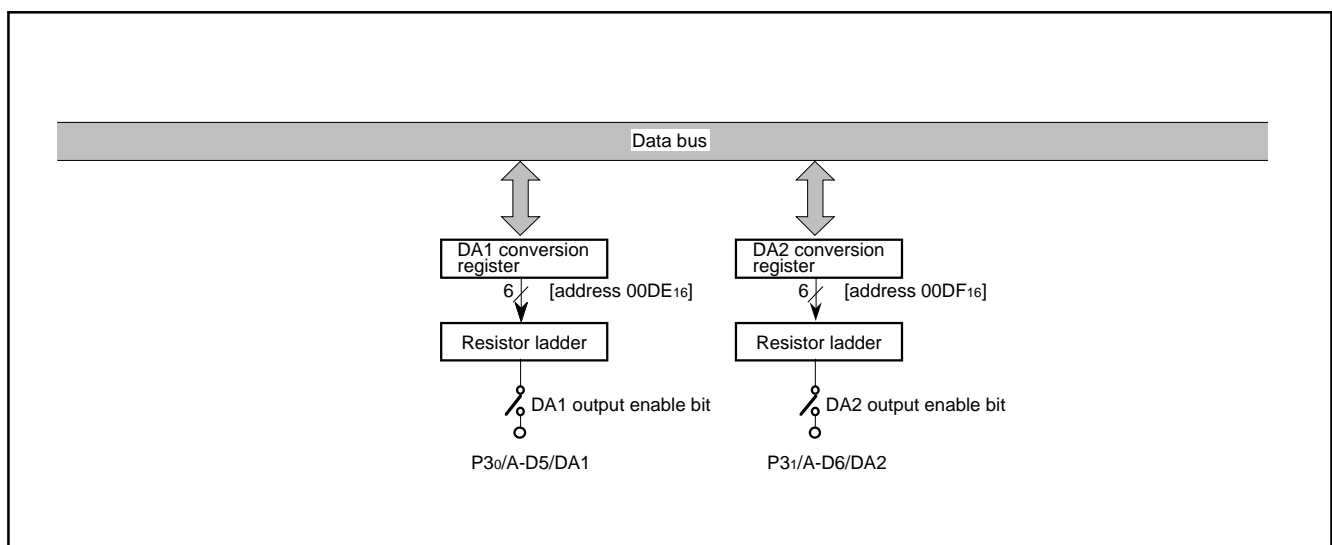 Data bus
DA1 conversion
register
6
[address 00DE16]
Resistor ladder
DA1 output enable bit
P30/A-D5/DA1
DA2 conversion
register
6
[address 00DF16]
Resistor ladder
DA2 output enable bit
P31/A-D6/DA2